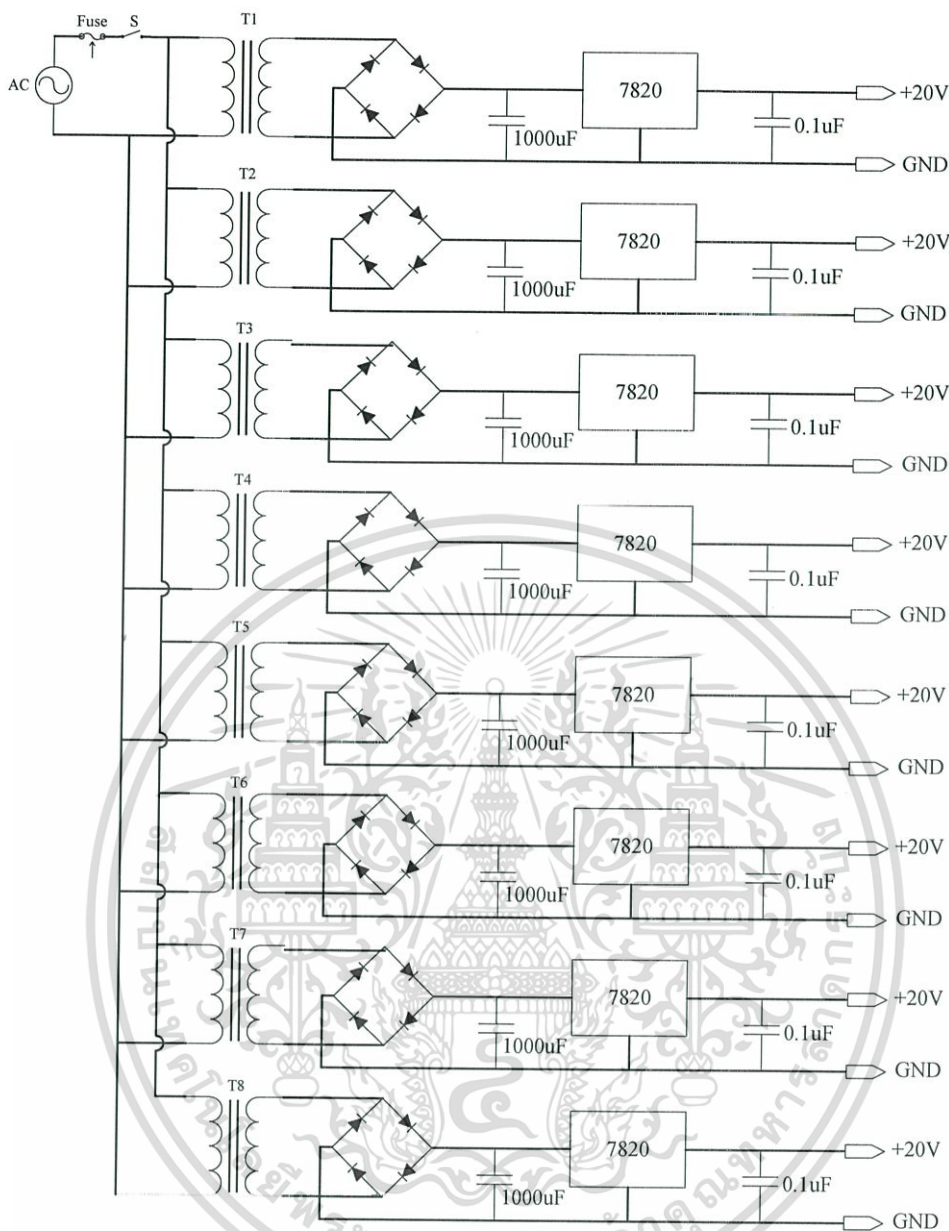 Fuse S T1
AC
7820
+20V
1000uF
0.1uF
GND
T2
7820
+20V
1000uF
0.1uF
GND
T3
7820
+20V
1000uF
0.1uF
GND
T4
7820
+20V
1000uF
0.1uF
GND
T5
7820
+20V
1000uF
0.1uF
GND
T6
7820
+20V
1000uF
0.1uF
GND
T7
7820
+20V
1000uF
0.1uF
GND
T8
7820
+20V
1000uF
0.1uF
GND